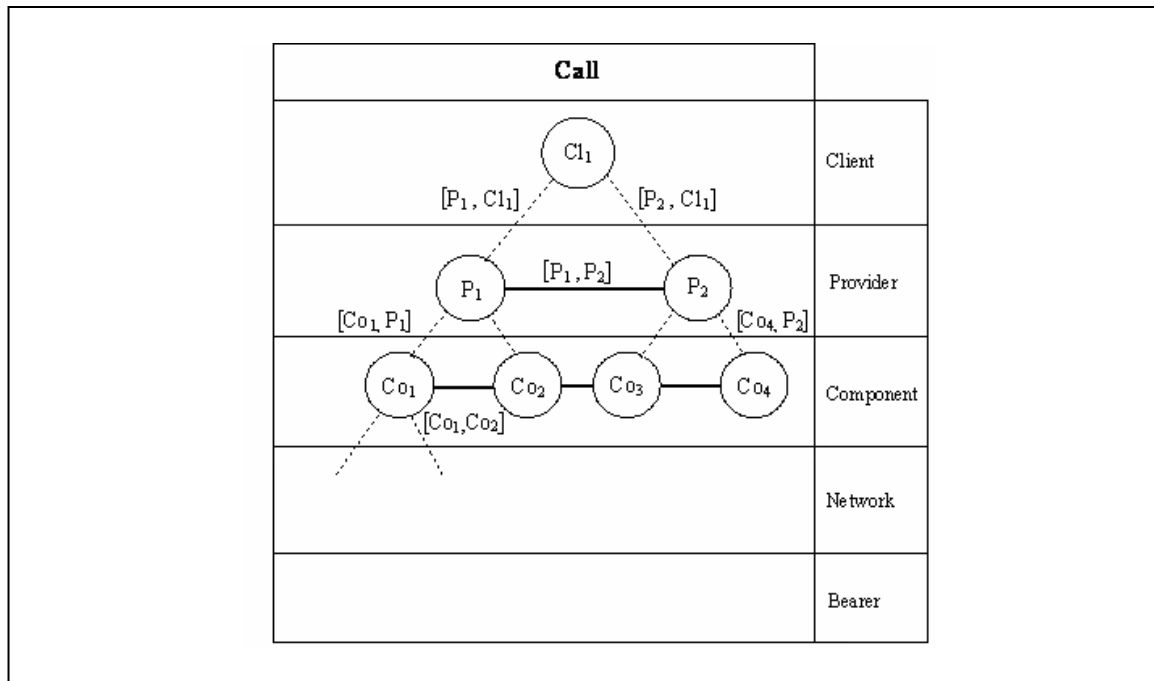 Call
Cl₁
Client
[P₁ , Cl₁]
[P₂ , Cl₁]
P₁
[P₁ , P₂]
P₂
Provider
[Co₁, P₁]
[Co₄, P₂]
Co₁
Co₂
Co₃
Co₄
Component
[Co₁,Co₂]
Network
Bearer